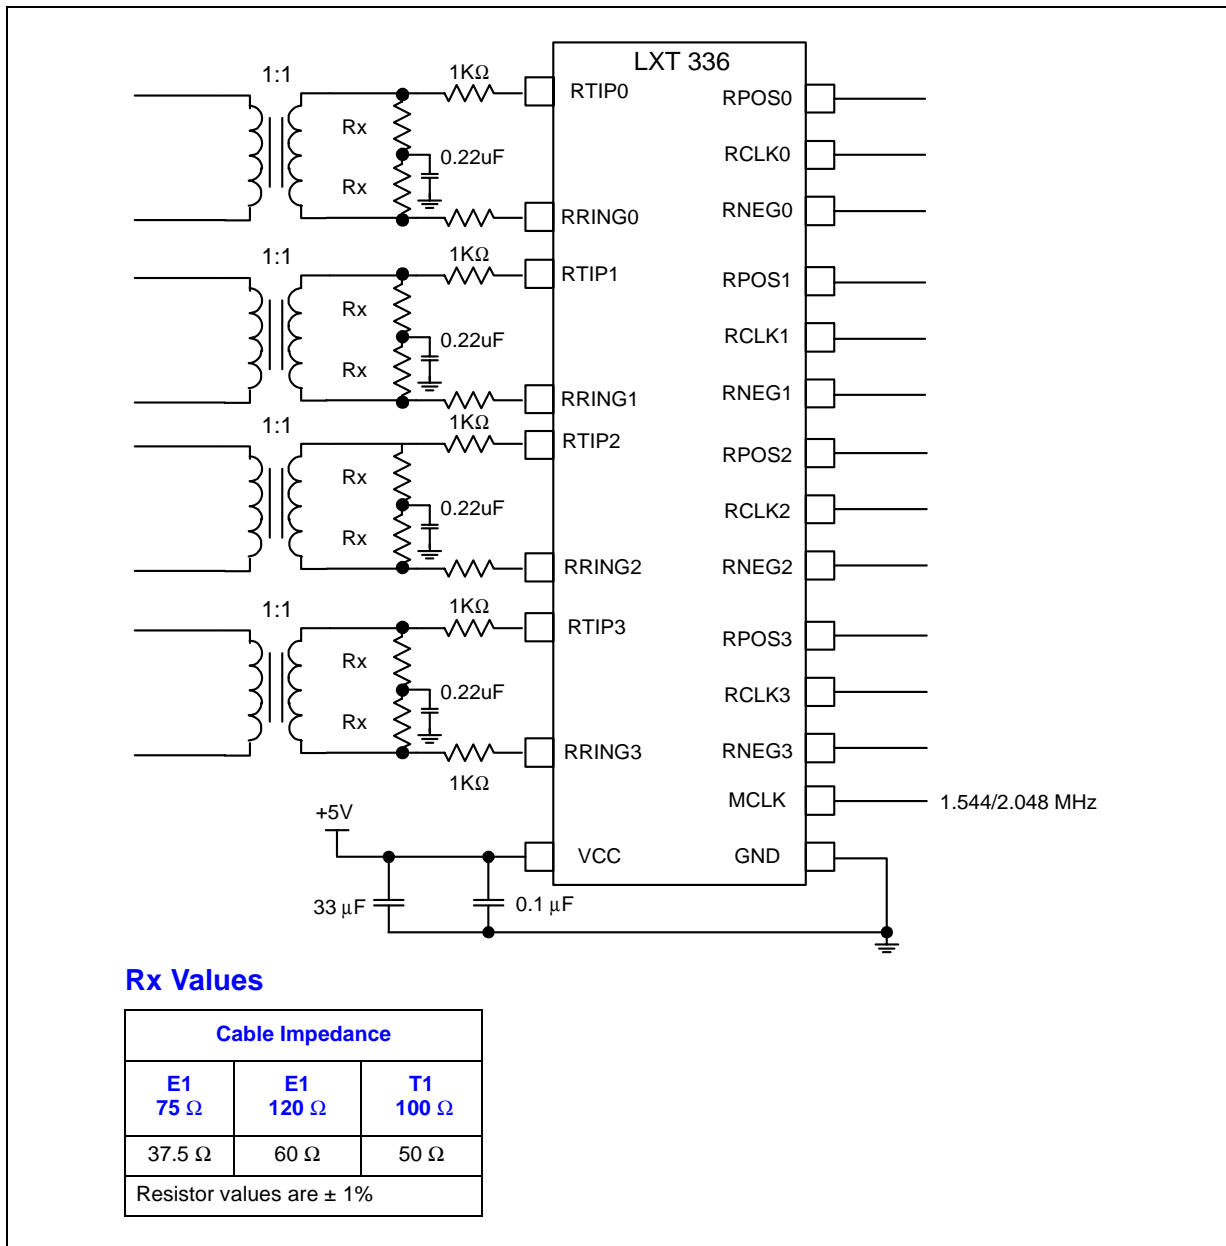 LXT 336
1:1
1KΩ
RTIP0
RPOS0
Rx
0.22uF
RCLK0
Rx
RRING0
RNEG0
1:1
1KΩ
RTIP1
RPOS1
Rx
0.22uF
RCLK1
Rx
RRING1
RNEG1
1:1
1KΩ
RTIP2
RPOS2
Rx
0.22uF
RCLK2
Rx
RRING2
RNEG2
1:1
1KΩ
RTIP3
RPOS3
Rx
0.22uF
RCLK3
Rx
RRING3
RNEG3
1KΩ
MCLK
1.544/2.048 MHz
+5V
VCC
GND
33 µF
0.1 µF
Rx Values
Cable Impedance
E1 75 Ω
E1 120 Ω
T1 100 Ω
37.5 Ω
60 Ω
50 Ω
Resistor values are ± 1%